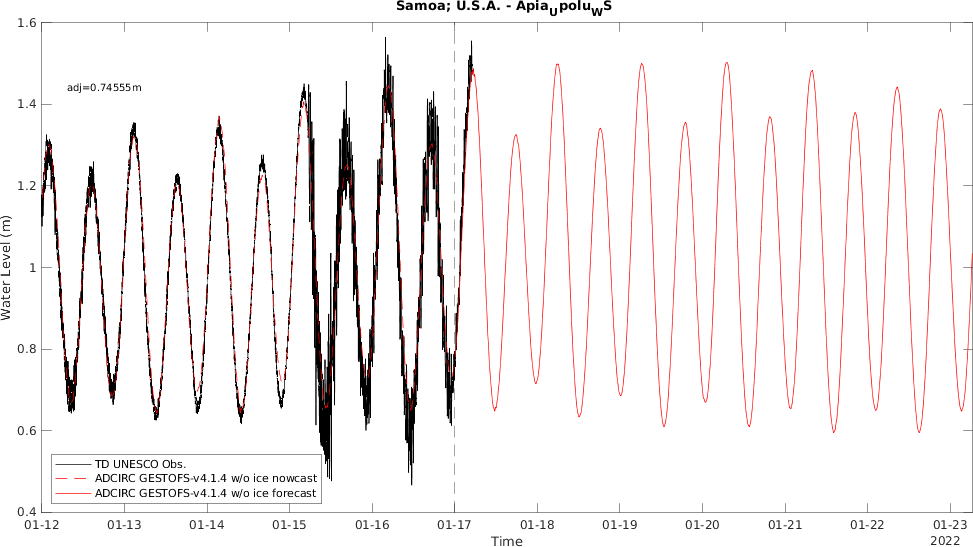 Samoa; U.S.A. - Apia_Upolu_WS
1.6
1.4
1.2
1
0.8
0.6
0.4
Water Level (m)
adj=0.74555m
TD UNESCO Obs.
ADCIRC GESTOFS-v4.1.4 w/o ice nowcast
ADCIRC GESTOFS-v4.1.4 w/o ice forecast
01-12 01-13 01-14 01-15 01-16 01-17 01-18 01-19 01-20 01-21 01-22 01-23
2022
Time